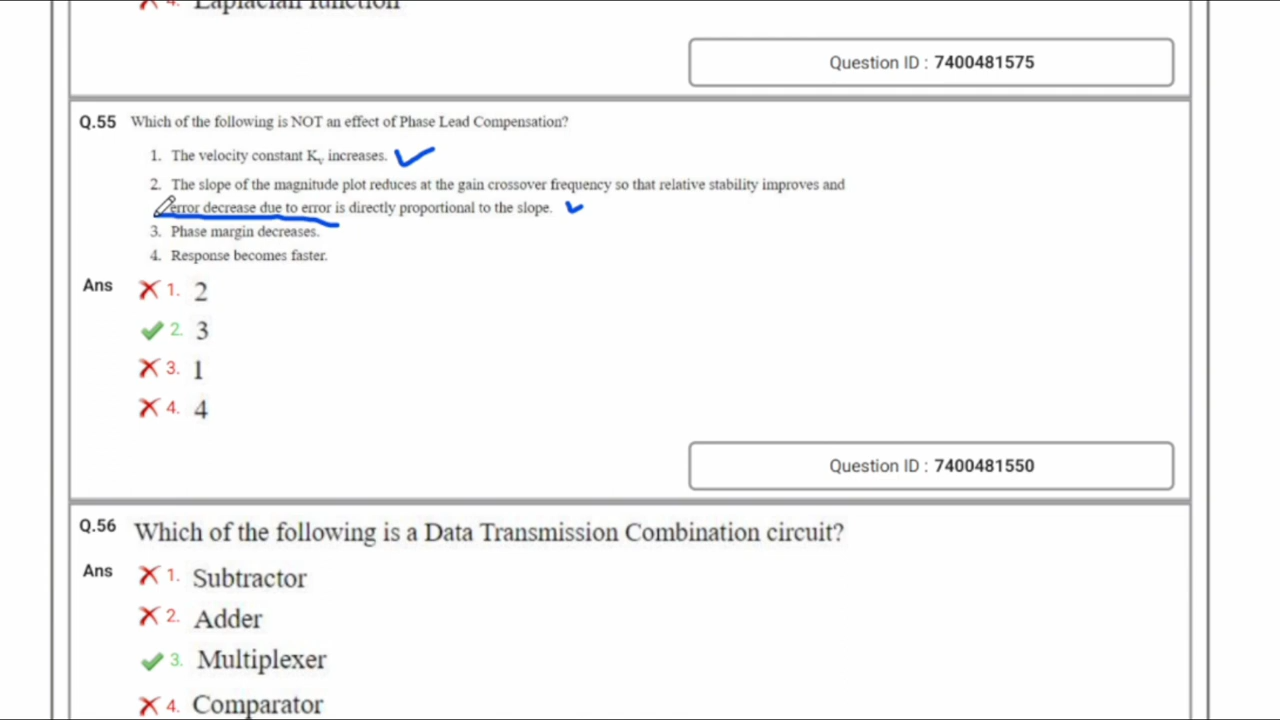 4. Laplacian function
Question ID : 7400481575
Q.55 Which of the following is NOT an effect of Phase Lead Compensation?
1. The velocity constant Kv increases.
2. The slope of the magnitude plot reduces at the gain crossover frequency so that relative stability improves and
error decrease due to error is directly proportional to the slope.
3. Phase margin decreases.
4. Response becomes faster.
Ans 1. 2
2. 3
3. 1
4. 4
Question ID : 7400481550
Q.56 Which of the following is a Data Transmission Combination circuit?
Ans 1. Subtractor
2. Adder
3. Multiplexer
4. Comparator